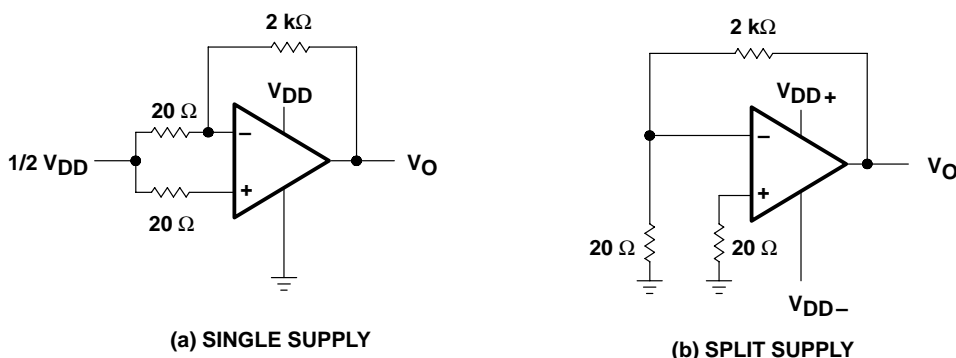 2 kΩ
VDD
20 Ω
−
1/2 VDD
VO
+
20 Ω
(a) SINGLE SUPPLY
2 kΩ
VDD+
−
VO
+
20 Ω
20 Ω
VDD−
(b) SPLIT SUPPLY